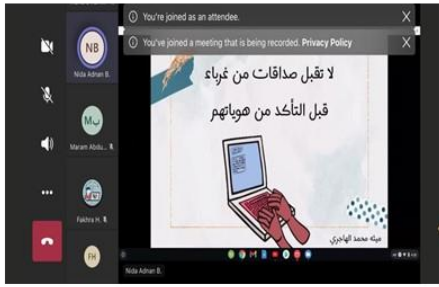 You're joined as an attendee.
You've joined a meeting that is being recorded. Privacy Policy
NB
Nida Adnan B.
لا تقبل صداقات من غرباء
قبل التأكد من هوياتهم
مـب
Maram Abdu...
Fakhra H.
ميثه محمد الهاجري
FH
Nida Adnan B.